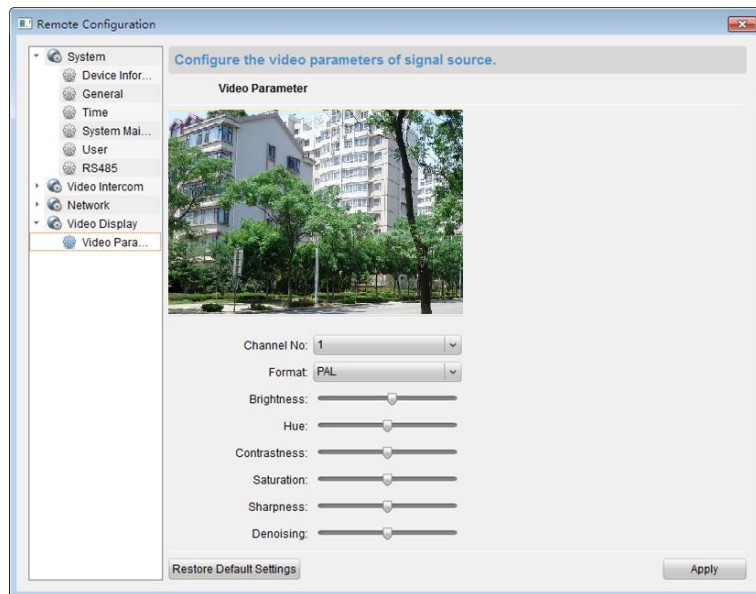 Remote Configuration
System
Device Infor...
General
Time
System Mai...
User
RS485
Video Intercom
Network
Video Display
Video Para...
Configure the video parameters of signal source.
Video Parameter
Channel No: 1
Format: PAL
Brightness:
Hue:
Contrastness:
Saturation:
Sharpness:
Denoising:
Restore Default Settings
Apply